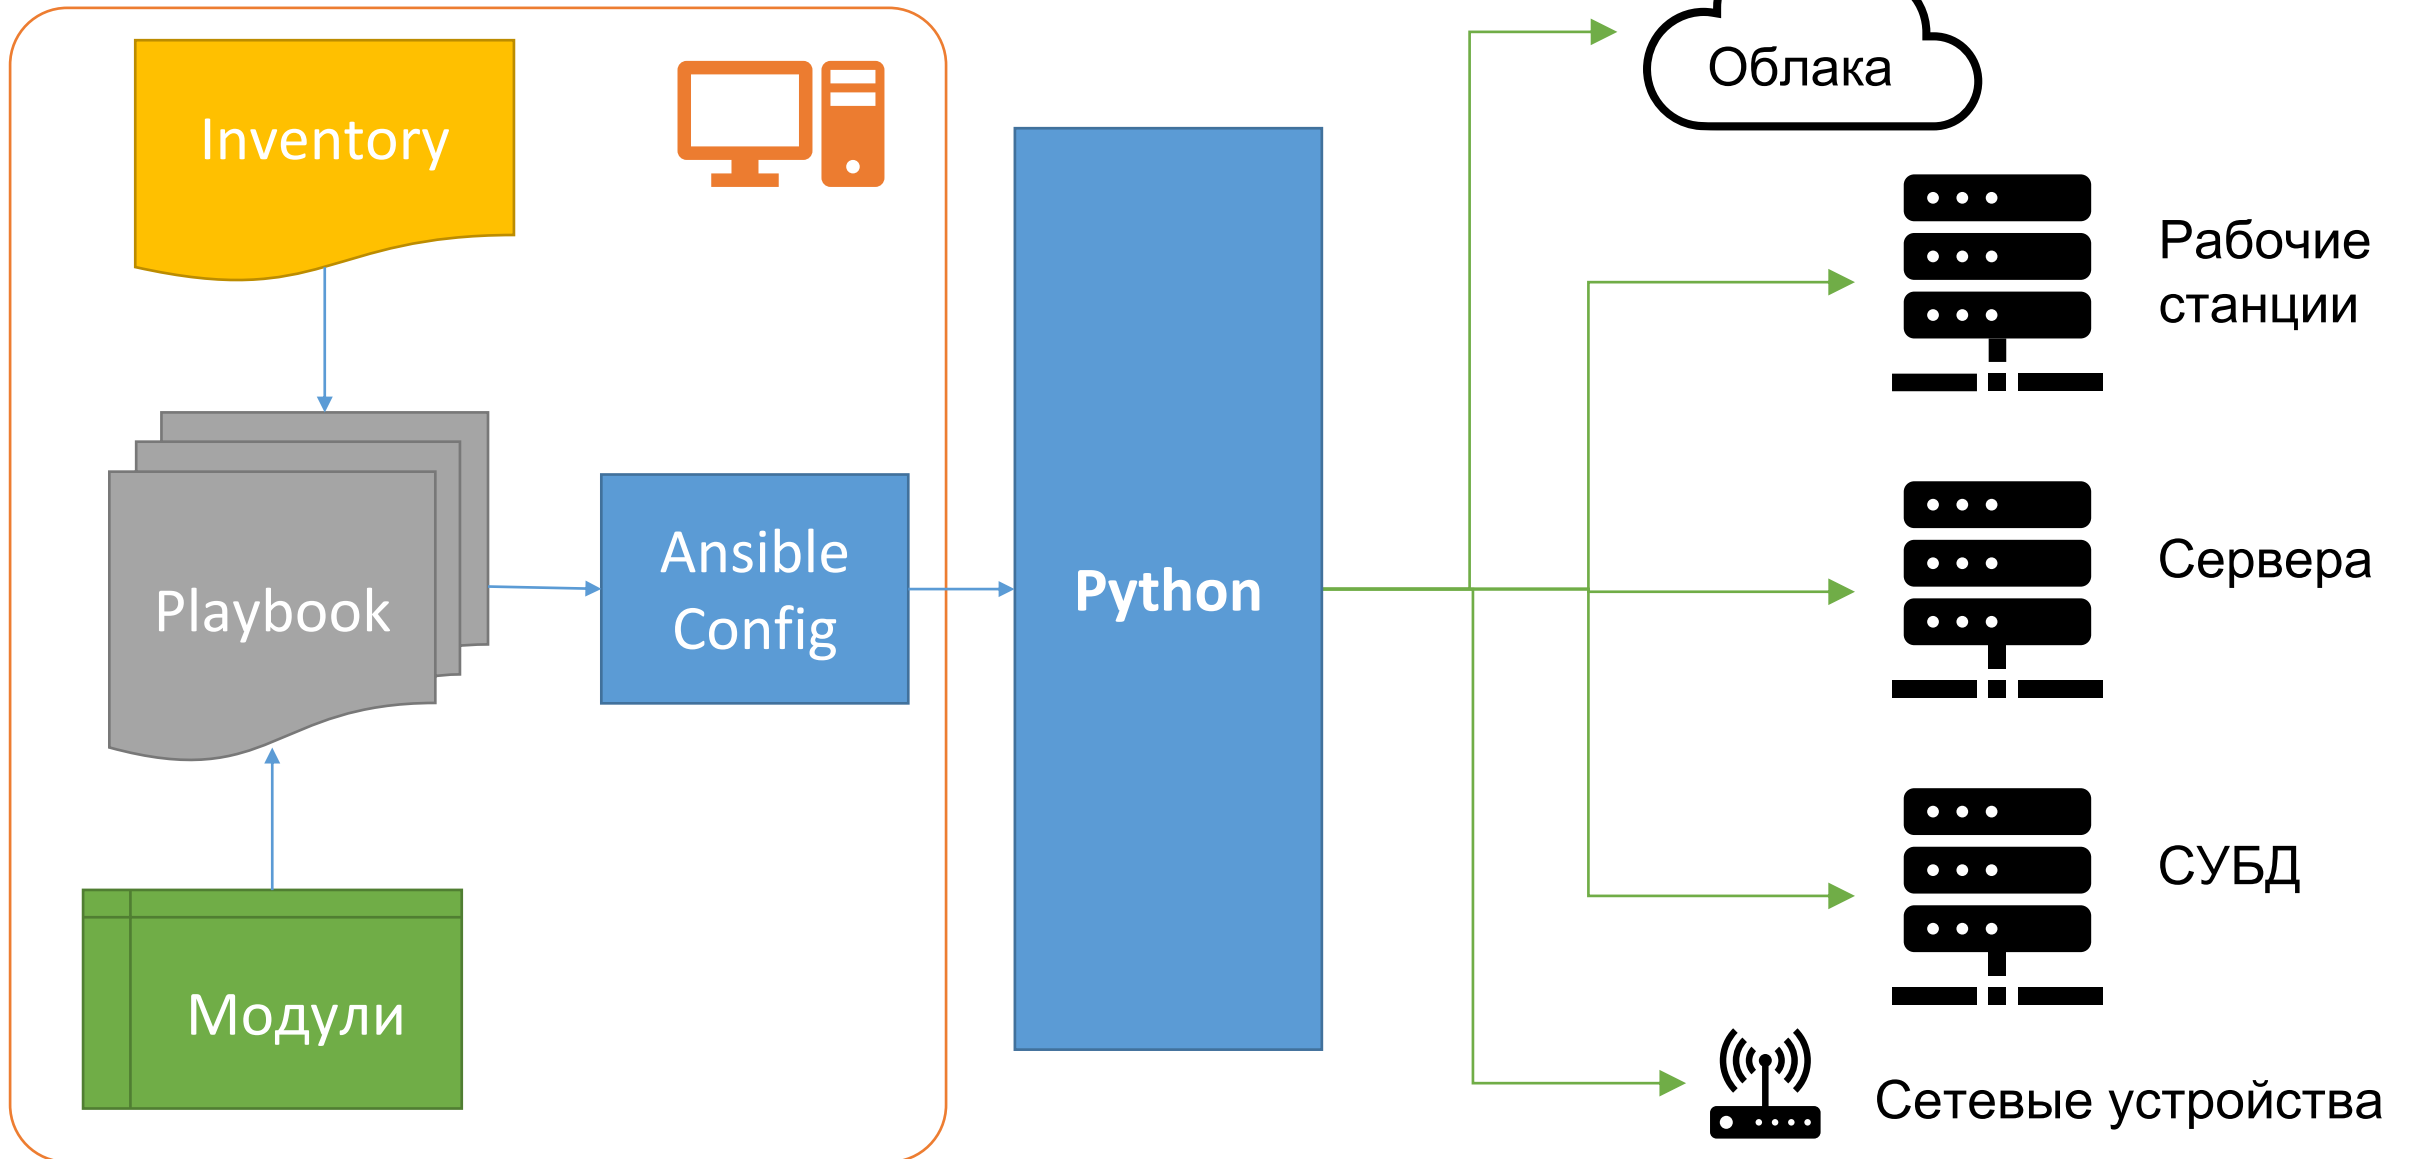 Inventory
Playbook
Модули
Ansible
Config
Python
Облака
Рабочие
станции
Сервера
СУБД
Сетевые устройства